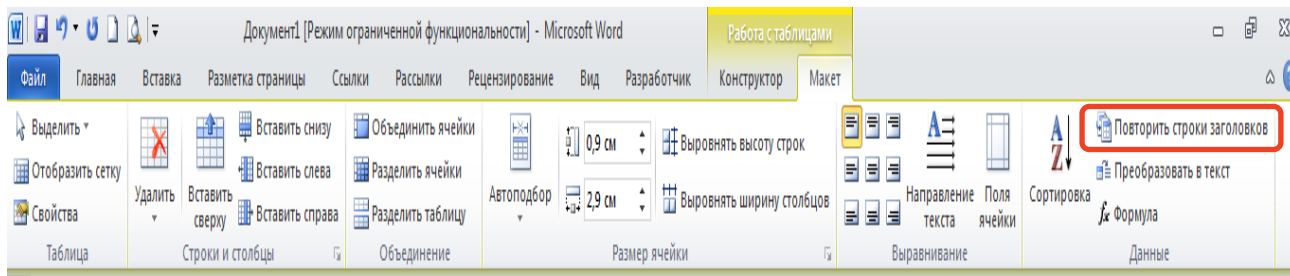 Документ1 [Режим ограниченной функциональности] - Microsoft Word
Работа с таблицами
Файл Главная Вставка Разметка страницы Ссылки Рассылки Рецензирование Вид Разработчик Конструктор Макет
Выделить
Отобразить сетку
Свойства
Таблица
Удалить
Вставить сверху
Вставить снизу
Вставить слева
Вставить справа
Строки и столбцы
Объединить ячейки
Разделить ячейки
Разделить таблицу
Объединение
Автоподбор
0,9 см
2,9 см
Выровнять высоту строк
Выровнять ширину столбцов
Размер ячейки
Направление текста
Поля ячейки
Выравнивание
Сортировка
Повторить строки заголовков
Преобразовать в текст
Формула
Данные